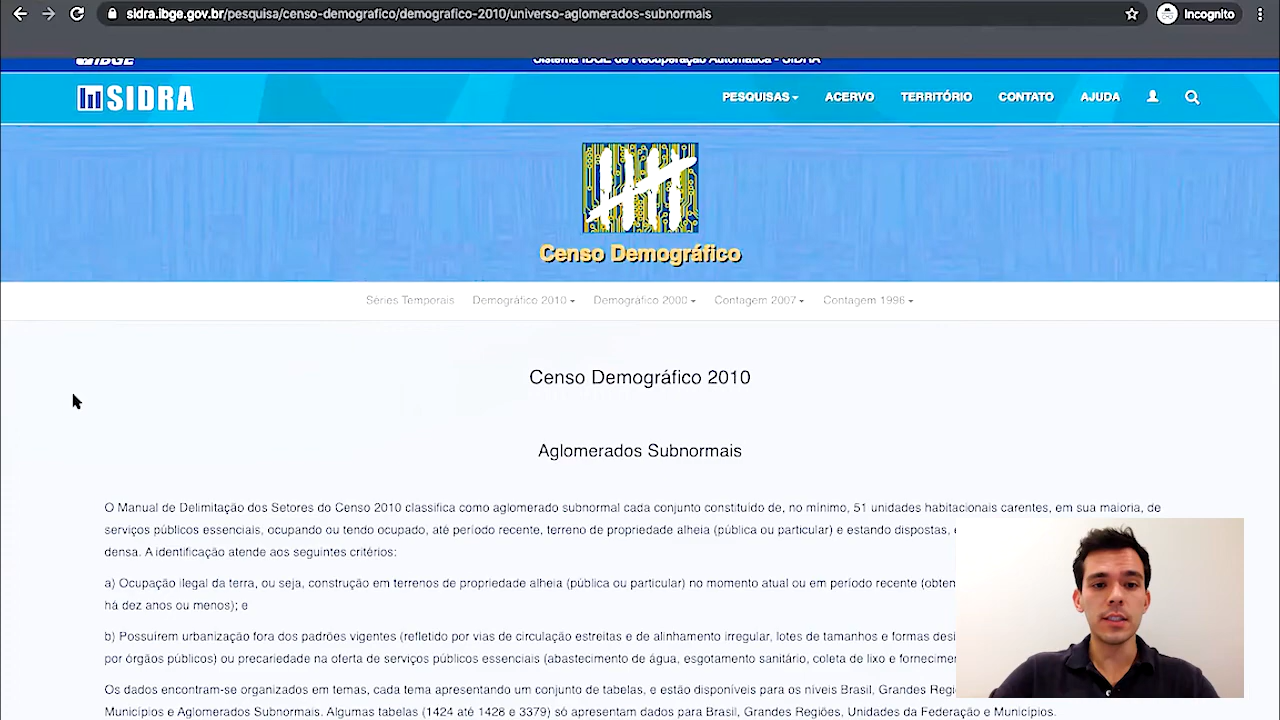 sidra.ibge.gov.br/pesquisa/censo-demografico/demografico-2010/universo-aglomerados-subnormais
Incognito
IBGE
Sistema IBGE de Recuperação Automática - SIDRA
SIDRA
PESQUISAS
ACERVO
TERRITÓRIO
CONTATO
AJUDA
Censo Demográfico
Séries Temporais
Demográfico 2010
Demográfico 2000
Contagem 2007
Contagem 1996
Censo Demográfico 2010
Aglomerados Subnormais
O Manual de Delimitação dos Setores do Censo 2010 classifica como aglomerado subnormal cada conjunto constituído de, no mínimo, 51 unidades habitacionais carentes, em sua maioria, de
serviços públicos essenciais, ocupando ou tendo ocupado, até período recente, terreno de propriedade alheia (pública ou particular) e estando dispostas,
densa. A identificação atende aos seguintes critérios:
a) Ocupação ilegal da terra, ou seja, construção em terrenos de propriedade alheia (pública ou particular) no momento atual ou em período recente
há dez anos ou menos); e
b) Possuírem urbanização fora dos padrões vigentes (refletido por vias de circulação estreitas e de alinhamento irregular, lotes de tamanhos e formas
por órgãos públicos) ou precariedade na oferta de serviços públicos essenciais (abastecimento de água, esgotamento sanitário, coleta de lixo e
Os dados encontram-se organizados em temas, cada tema apresentando um conjunto de tabelas, e estão disponíveis para os níveis Brasil, Grandes
Municípios e Aglomerados Subnormais. Algumas tabelas (1424 até 1428 e 3379) só apresentam dados para Brasil, Grandes Regiões, Unidades da Federação e Municípios.